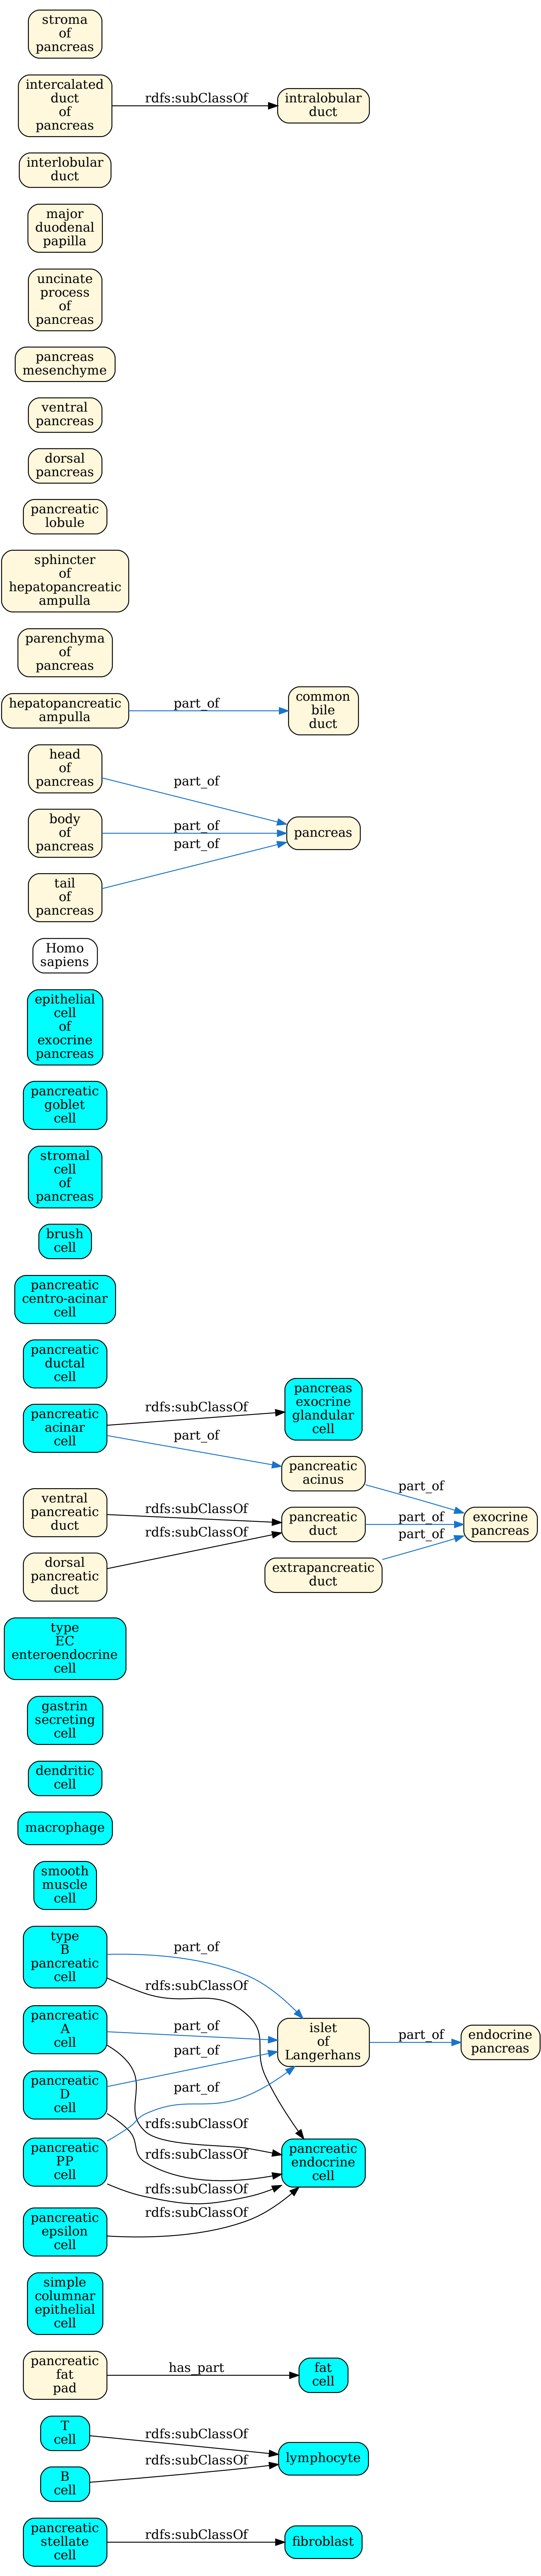 stroma
of
pancreas
intercalated
duct
of
pancreas
rdfs:subClassOf
intralobular
duct
interlobular
duct
major
duodenal
papilla
uncinate
process
of
pancreas
pancreas
mesenchyme
ventral
pancreas
dorsal
pancreas
pancreatic
lobule
sphincter
of
hepatopancreatic
ampulla
parenchyma
of
pancreas
hepatopancreatic
ampulla
part_of
common
bile
duct
head
of
pancreas
part_of
body
of
pancreas
part_of
pancreas
tail
of
pancreas
part_of
Homo
sapiens
epithelial
cell
of
exocrine
pancreas
pancreatic
goblet
cell
stromal
cell
of
pancreas
brush
cell
pancreatic
centro-acinar
cell
pancreatic
ductal
cell
pancreatic
acinar
cell
rdfs:subClassOf
pancreas
exocrine
glandular
cell
part_of
pancreatic
acinus
part_of
ventral
pancreatic
duct
rdfs:subClassOf
pancreatic
duct
part_of
exocrine
pancreas
dorsal
pancreatic
duct
rdfs:subClassOf
extrapancreatic
duct
part_of
type
EC
enteroendocrine
cell
gastrin
secreting
cell
dendritic
cell
macrophage
smooth
muscle
cell
type
B
pancreatic
cell
part_of
rdfs:subClassOf
pancreatic
A
cell
part_of
rdfs:subClassOf
islet
of
Langerhans
part_of
endocrine
pancreas
pancreatic
D
cell
part_of
rdfs:subClassOf
pancreatic
PP
cell
part_of
rdfs:subClassOf
pancreatic
endocrine
cell
pancreatic
epsilon
cell
rdfs:subClassOf
simple
columnar
epithelial
cell
pancreatic
fat
pad
has_part
fat
cell
T
cell
rdfs:subClassOf
B
cell
rdfs:subClassOf
lymphocyte
pancreatic
stellate
cell
rdfs:subClassOf
fibroblast